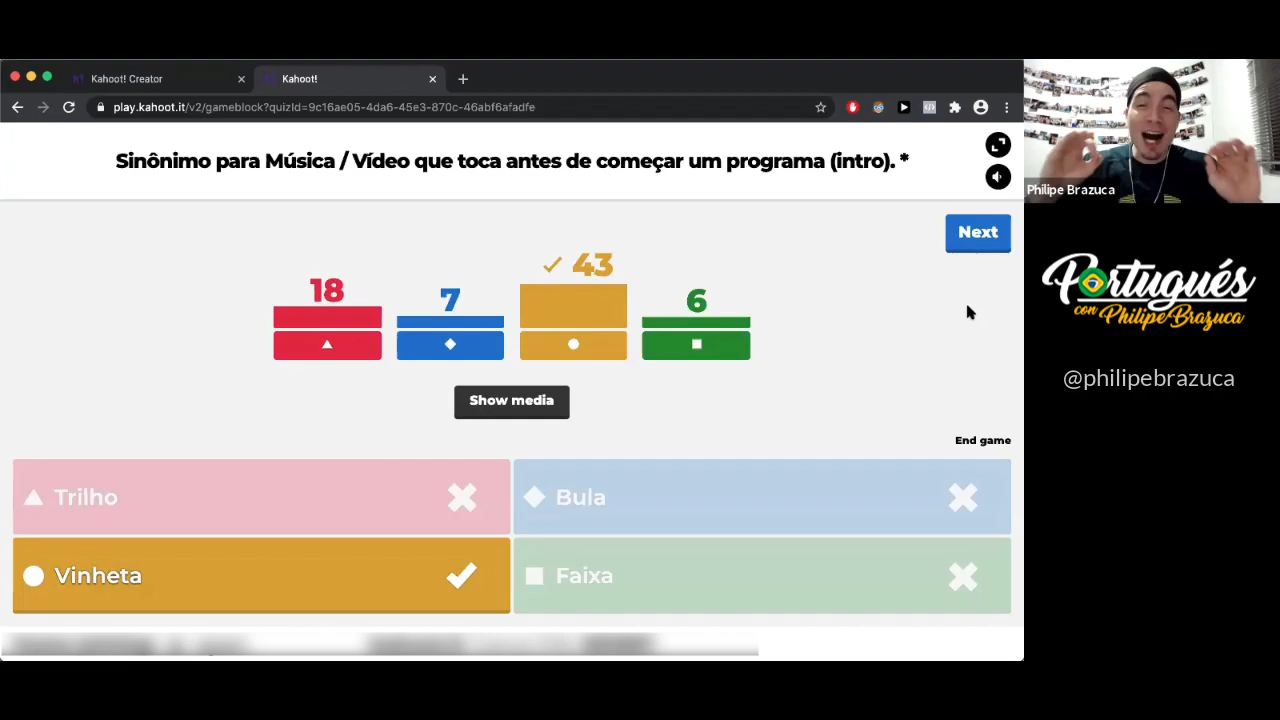 Kahoot! Creator
Kahoot!
play.kahoot.it/v2/gameblock?quizId=9c16ae05-4da6-45e3-870c-46abf6afadfe
Sinônimo para Música / Vídeo que toca antes de começar um programa (intro). *
Philipe Brazuca
Next
18
7
43
6
Show media
End game
Trilho
Bula
Vinheta
Faixa
Portugués
con Philipe Brazuca
@philipebrazuca